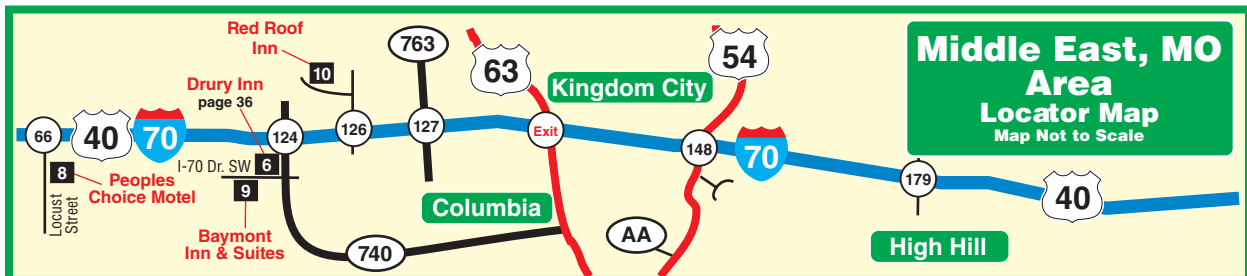 Middle East, MO
Area
Locator Map
Map Not to Scale
Red Roof
Inn
10
763
63
54
Kingdom City
Drury Inn
page 36
66
40
70
124
126
127
Exit
148
70
179
40
I-70 Dr. SW
6
8
Peoples
Choice Motel
9
Locust
Street
Baymont
Inn & Suites
Columbia
740
AA
High Hill